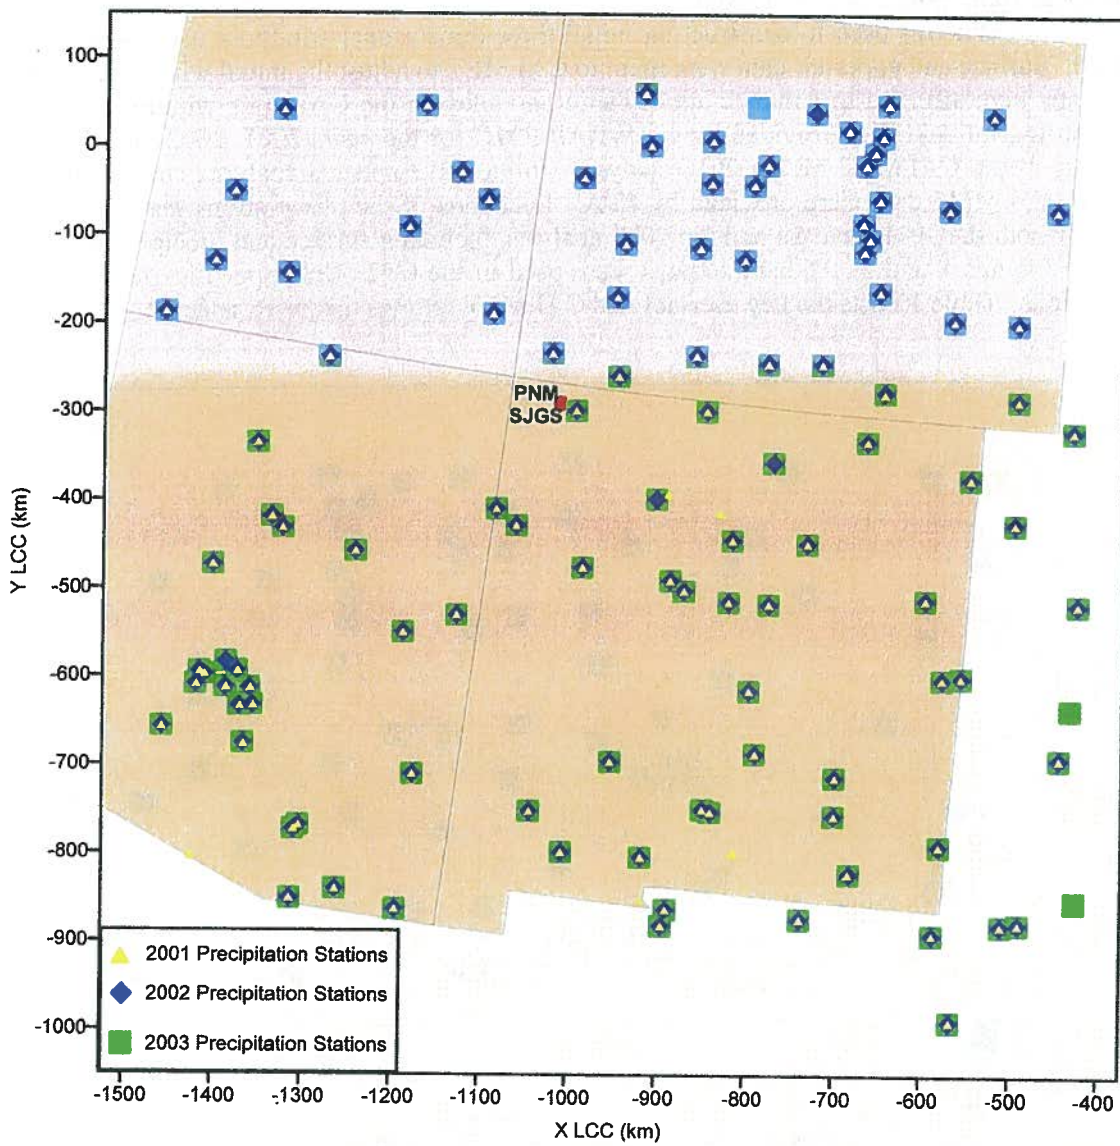 100
0
-100
-200
-300
-400
-500
-600
-700
-800
-900
-1000
Y LCC (km)
PNM
SJGS
2001 Precipitation Stations
2002 Precipitation Stations
2003 Precipitation Stations
-1500 -1400 -1300 -1200 -1100 -1000 -900 -800 -700 -600 -500 -400
X LCC (km)